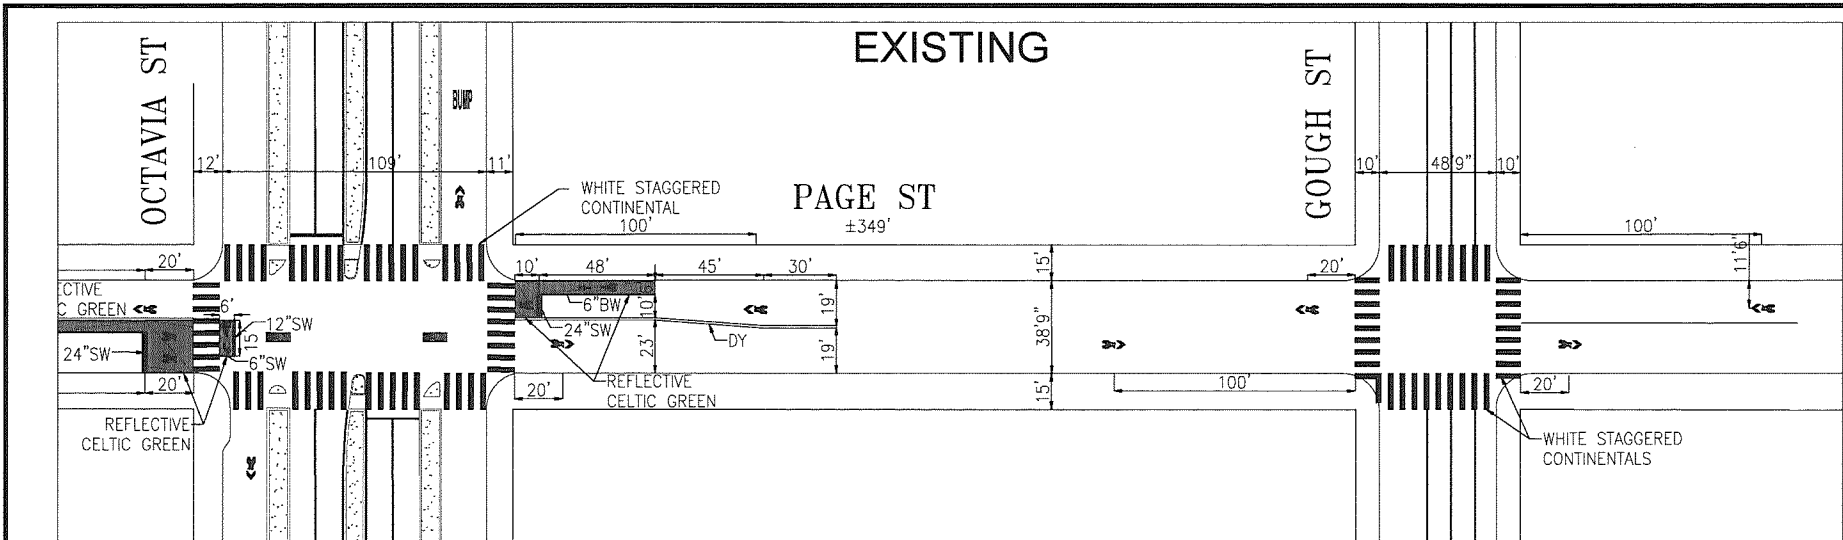 EXISTING
OCTAVIA ST
GOUGH ST
BUMP
12'
109'
11'
10'
48'9"
10'
WHITE STAGGERED
CONTINENTAL
PAGE ST
±349'
100'
100'
11'6"
20'
10'
48'
45'
30'
15'
20'
CELTIC GREEN
6'
12"SW
15'
24"SW
6"SW
20'
6"BW
10'
24"SW
23'
DY
19'
19'
38'9"
REFLECTIVE
CELTIC GREEN
20'
100'
15'
20'
REFLECTIVE
CELTIC GREEN
WHITE STAGGERED
CONTINENTALS